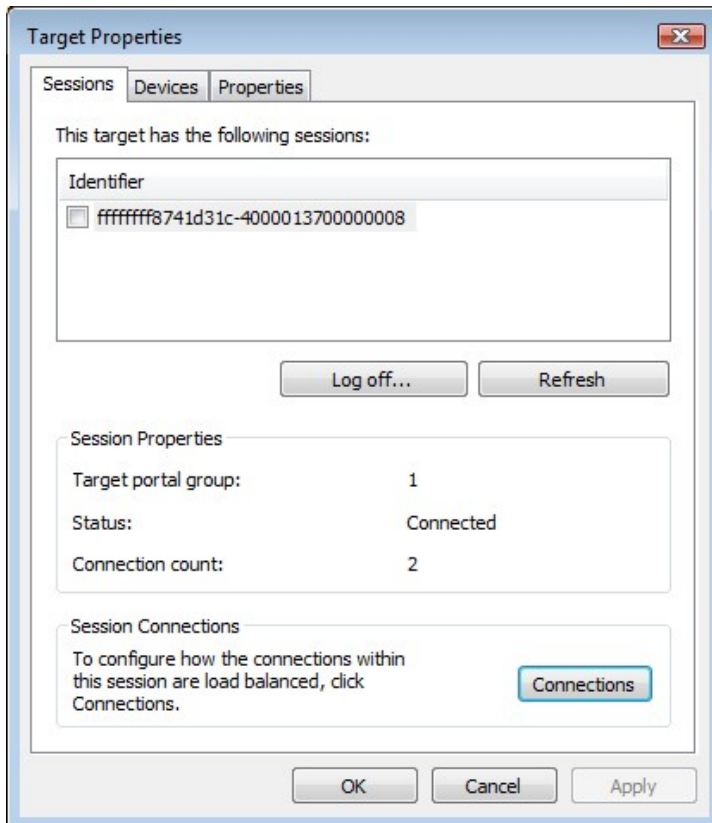 Target Properties
Sessions Devices Properties
This target has the following sessions:
Identifier
ffffffff8741d31c-4000013700000008
Log off... Refresh
Session Properties
Target portal group: 1
Status: Connected
Connection count: 2
Session Connections
To configure how the connections within
this session are load balanced, click
Connections.
Connections
OK Cancel Apply